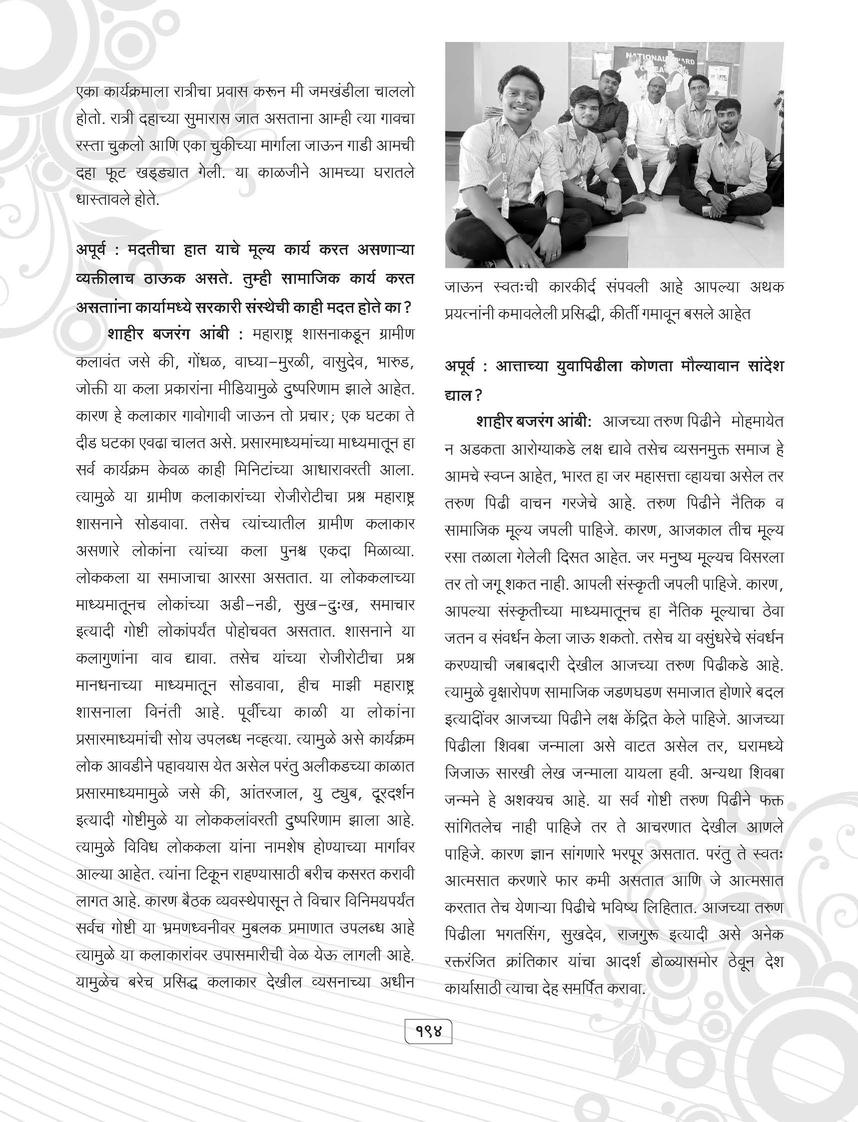 एका कार्यक्रमाला रात्रीचा प्रवास करून मी जमखंडीला चाललो
होतो. रात्री दहाच्या सुमारास जात असताना आम्ही त्या गावचा
रस्ता चुकलो आणि एका चुकीच्या मार्गाला जाऊन गाडी आमची
दहा फूट खड्ड्यात गेली. या काळजीने आमच्या घरातले
धास्तावले होते.
अपूर्व : मदतीचा हात याचे मूल्य कार्य करत असणाऱ्या
व्यक्तीलाच ठाऊक असते. तुम्ही सामाजिक कार्य करत
असताांना कार्यामध्ये सरकारी संस्थेची काही मदत होते का?
शाहीर बजरंग आंबी : महाराष्ट्र शासनाकडून ग्रामीण
कलावंत जसे की, गोंधळ, वाघ्या-मुरळी, वासुदेव, भारुड,
जोक्ती या कला प्रकारांना मीडियामुळे दुष्परिणाम झाले आहेत.
कारण हे कलाकार गावोगावी जाऊन तो प्रचार; एक घटका ते
दीड घटका एवढा चालत असे. प्रसारमाध्यमांच्या माध्यमातून हा
सर्व कार्यक्रम केवळ काही मिनिटांच्या आधारावरती आला.
त्यामुळे या ग्रामीण कलाकारांच्या रोजीरोटीचा प्रश्न महाराष्ट्र
शासनाने सोडवावा. तसेच त्यांच्यातील ग्रामीण कलाकार
असणारे लोकांना त्यांच्या कला पुनश्च एकदा मिळाव्या.
लोककला या समाजाचा आरसा असतात. या लोककलाच्या
माध्यमातूनच लोकांच्या अडी-नडी, सुख-दुःख, समाचार
इत्यादी गोष्टी लोकांपर्यंत पोहोचवत असतात. शासनाने या
कलागुणांना वाव द्यावा. तसेच यांच्या रोजीरोटीचा प्रश्न
मानधनाच्या माध्यमातून सोडवावा, हीच माझी महाराष्ट्र
शासनाला विनंती आहे. पूर्वीच्या काळी या लोकांना
प्रसारमाध्यमांची सोय उपलब्ध नव्हत्या. त्यामुळे असे कार्यक्रम
लोक आवडीने पहावयास येत असेल परंतु अलीकडच्या काळात
प्रसारमाध्यमामुळे जसे की, आंतरजाल, यु ट्युब, दूरदर्शन
इत्यादी गोष्टीमुळे या लोककलांवरती दुष्परिणाम झाला आहे.
त्यामुळे विविध लोककला यांना नामशेष होण्याच्या मार्गावर
आल्या आहेत. त्यांना टिकून राहण्यासाठी बरीच कसरत करावी
लागत आहे. कारण बैठक व्यवस्थेपासून ते विचार विनिमयपर्यंत
सर्वच गोष्टी या भ्रमणध्वनीवर मुबलक प्रमाणात उपलब्ध आहे
त्यामुळे या कलाकारांवर उपासमारीची वेळ येऊ लागली आहे.
यामुळेच बरेच प्रसिद्ध कलाकार देखील व्यसनाच्या अधीन
जाऊन स्वतःची कारकीर्द संपवली आहे आपल्या अथक
प्रयत्नांनी कमावलेली प्रसिद्धी, कीर्ती गमावून बसले आहेत
अपूर्व : आत्ताच्या युवापिढीला कोणता मौल्यावान सांदेश
द्याल?
शाहीर बजरंग आंबी: आजच्या तरुण पिढीने मोहमायेत
न अडकता आरोग्याकडे लक्ष द्यावे तसेच व्यसनमुक्त समाज हे
आमचे स्वप्न आहेत, भारत हा जर महासत्ता व्हायचा असेल तर
तरुण पिढी वाचन गरजेचे आहे. तरुण पिढीने नैतिक व
सामाजिक मूल्य जपली पाहिजे. कारण, आजकाल तीच मूल्य
रसा तळाला गेलेली दिसत आहेत. जर मनुष्य मूल्यच विसरला
तर तो जगू शकत नाही. आपली संस्कृती जपली पाहिजे. कारण,
आपल्या संस्कृतीच्या माध्यमातूनच हा नैतिक मूल्याचा ठेवा
जतन व संवर्धन केला जाऊ शकतो. तसेच या वसुंधरेचे संवर्धन
करण्याची जबाबदारी देखील आजच्या तरुण पिढीकडे आहे.
त्यामुळे वृक्षारोपण सामाजिक जडणघडण समाजात होणारे बदल
इत्यादींवर आजच्या पिढीने लक्ष केंद्रित केले पाहिजे. आजच्या
पिढीला शिवबा जन्माला असे वाटत असेल तर, घरामध्ये
जिजाऊ सारखी लेख जन्माला यायला हवी. अन्यथा शिवबा
जन्मने हे अशक्यच आहे. या सर्व गोष्टी तरुण पिढीने फक्त
सांगितलेच नाही पाहिजे तर ते आचरणात देखील आणले
पाहिजे. कारण ज्ञान सांगणारे भरपूर असतात. परंतु ते स्वतः
आत्मसात करणारे फार कमी असतात आणि जे आत्मसात
करतात तेच येणाऱ्या पिढीचे भविष्य लिहितात. आजच्या तरुण
पिढीला भगतसिंग, सुखदेव, राजगुरू इत्यादी असे अनेक
रक्तरंजित क्रांतिकार यांचा आदर्श डोळ्यासमोर ठेवून देश
कार्यासाठी त्याचा देह समर्पित करावा.
१९४